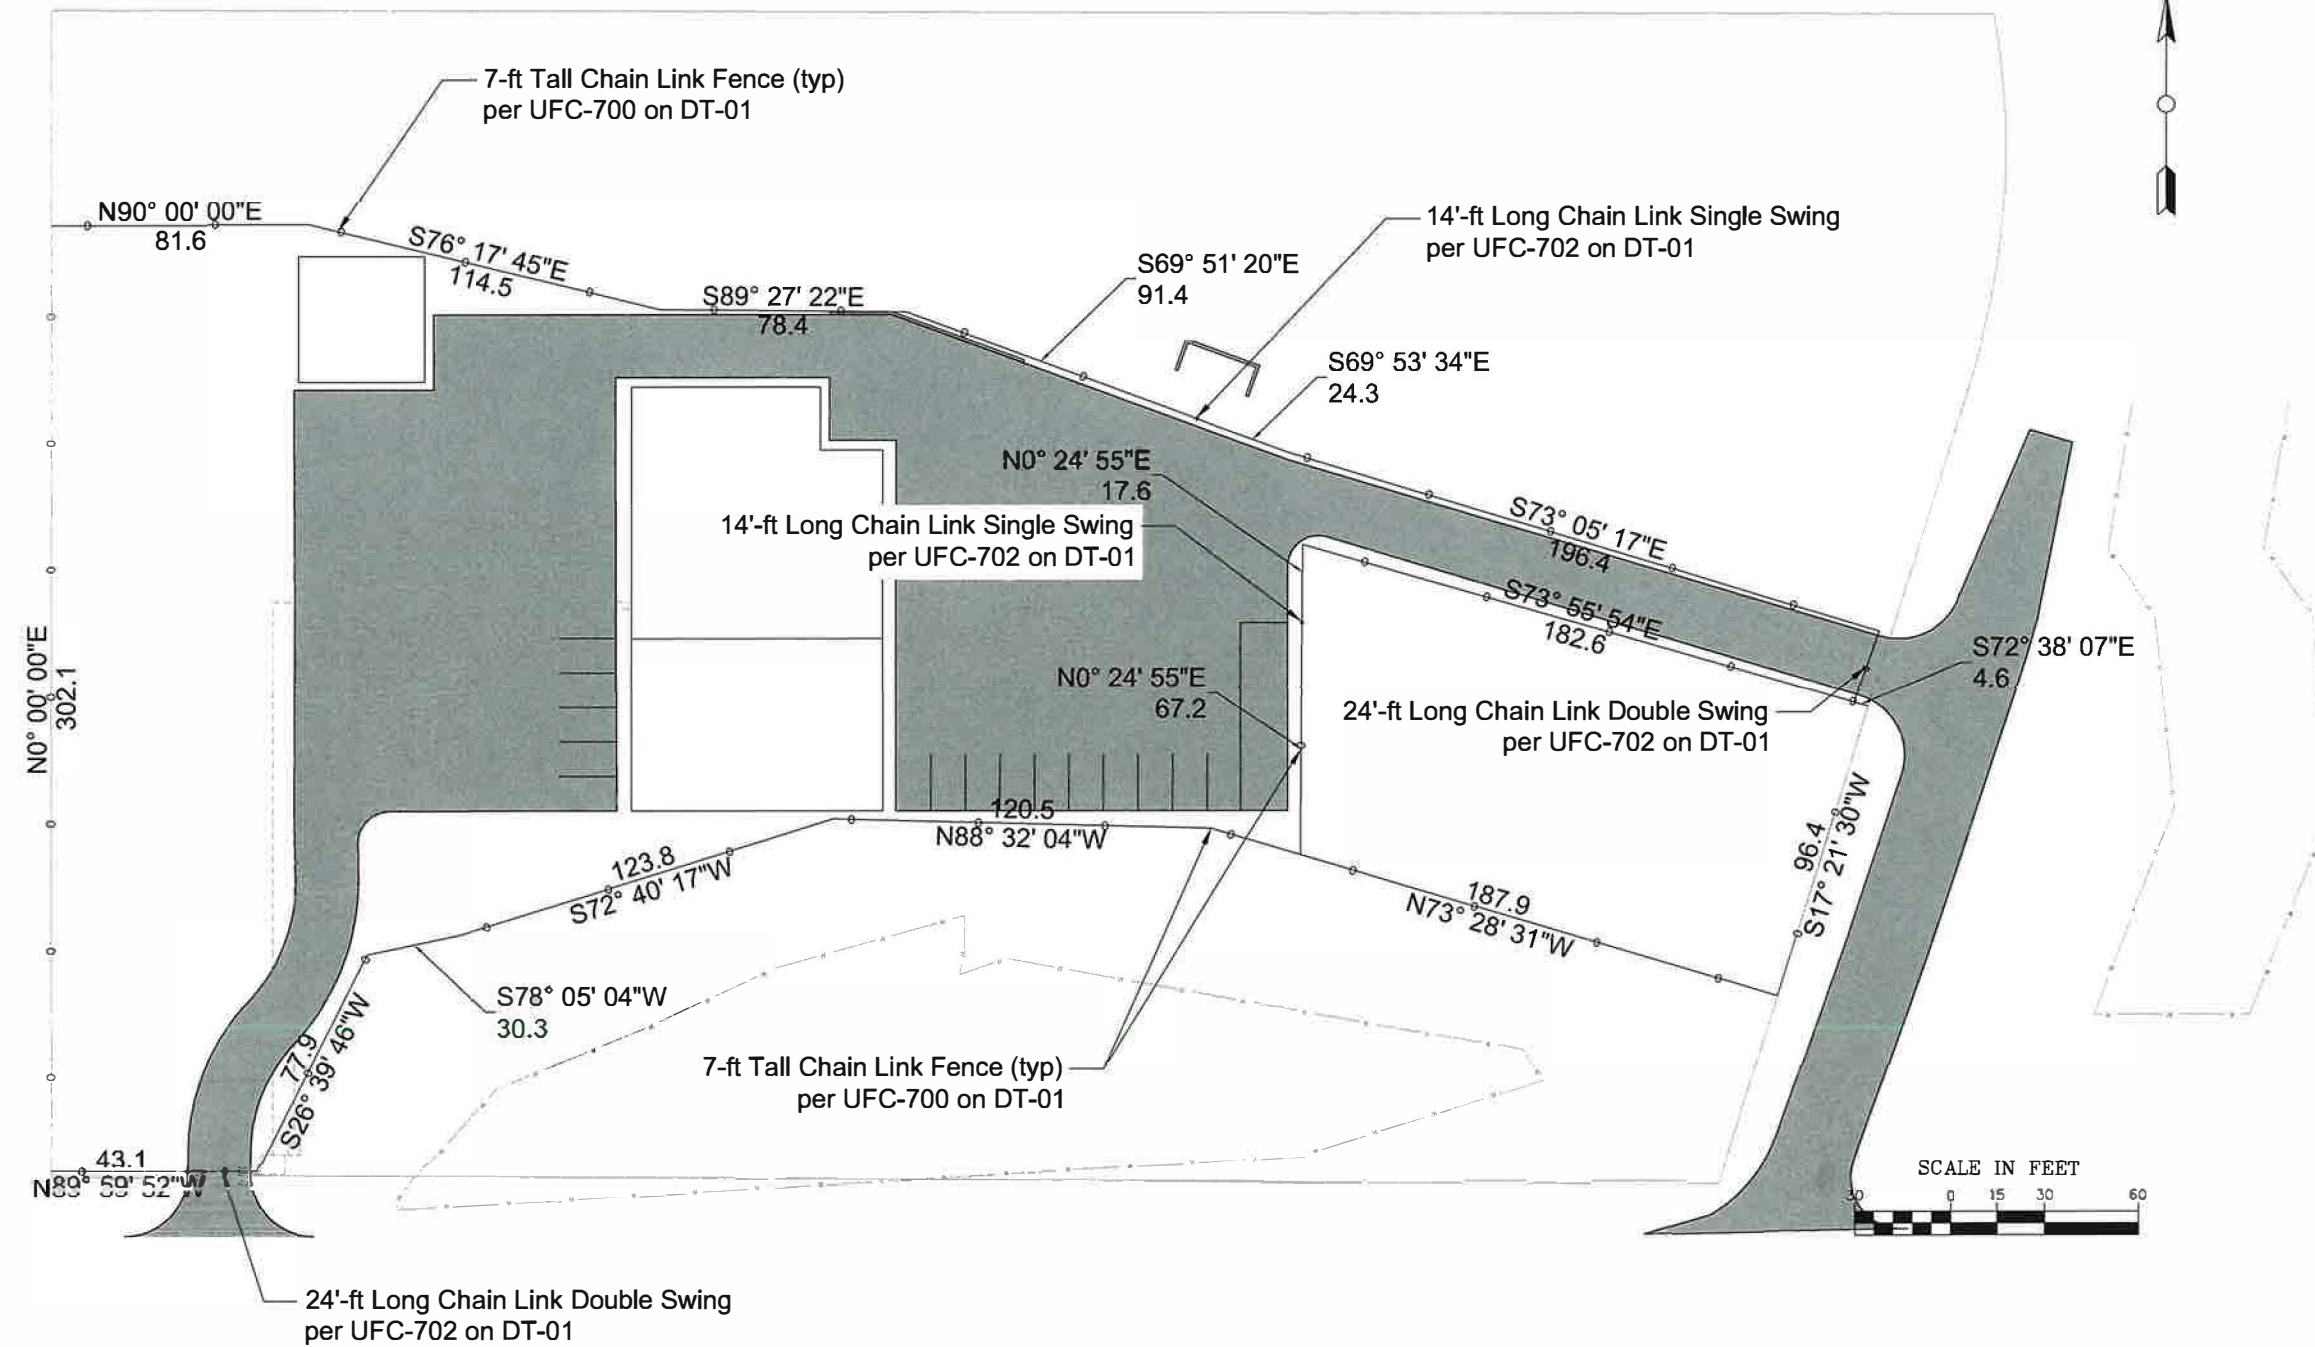 7-ft Tall Chain Link Fence (typ)
per UFC-700 on DT-01
N90° 00' 00"E
81.6
S76° 17' 45"E
114.5
S89° 27' 22"E
78.4
S69° 51' 20"E
91.4
14'-ft Long Chain Link Single Swing
per UFC-702 on DT-01
S69° 53' 34"E
24.3
N0° 24' 55"E
17.6
14'-ft Long Chain Link Single Swing
per UFC-702 on DT-01
S73° 05' 17"E
196.4
S73° 55' 54"E
182.6
S72° 38' 07"E
4.6
N0° 24' 55"E
67.2
24'-ft Long Chain Link Double Swing
per UFC-702 on DT-01
N0° 00' 00"E
302.1
120.5
N88° 32' 04"W
123.8
S72° 40' 17"W
96.4
S17° 21' 30"W
187.9
N73° 28' 31"W
S78° 05' 04"W
30.3
77.9
S26° 39' 46"W
7-ft Tall Chain Link Fence (typ)
per UFC-700 on DT-01
43.1
N89° 59' 52"W
SCALE IN FEET
30 0 15 30 60
24'-ft Long Chain Link Double Swing
per UFC-702 on DT-01